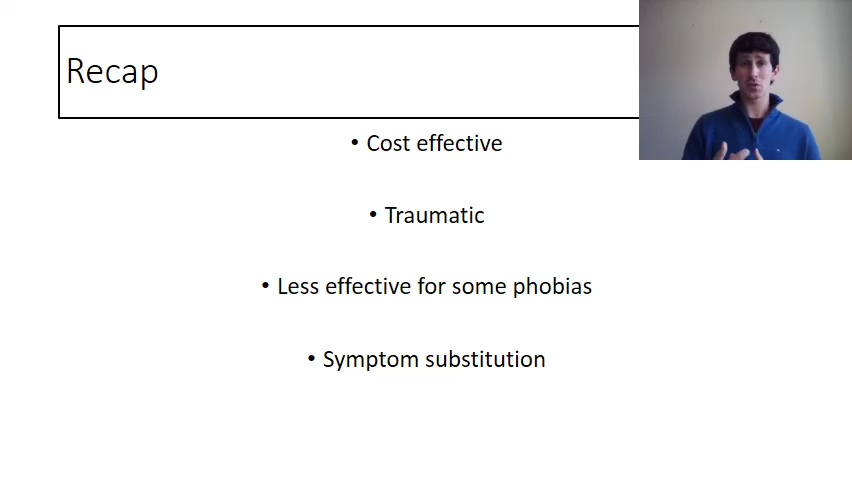 Recap
• Cost effective
• Traumatic
• Less effective for some phobias
• Symptom substitution